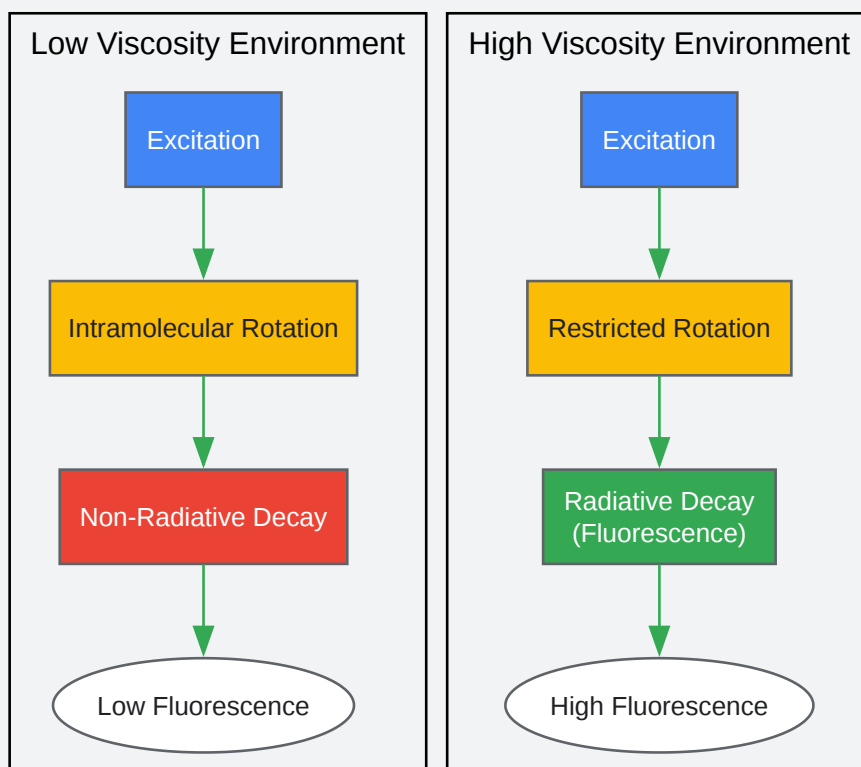 Low Viscosity Environment
Excitation
Intramolecular Rotation
Non-Radiative Decay
Low Fluorescence
High Viscosity Environment
Excitation
Restricted Rotation
Radiative Decay
(Fluorescence)
High Fluorescence